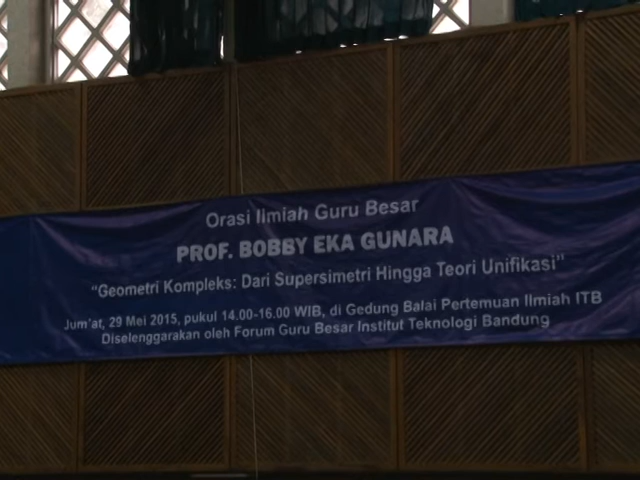 Orasi Ilmiah Guru Besar
PROF. BOBBY EKA GUNARA
"Geometri Kompleks: Dari Supersimetri Hingga Teori Unifikasi"
Jum'at, 29 Mei 2015, pukul 14.00-16.00 WIB, di Gedung Balai Pertemuan Ilmiah ITB
Diselenggarakan oleh Forum Guru Besar Institut Teknologi Bandung